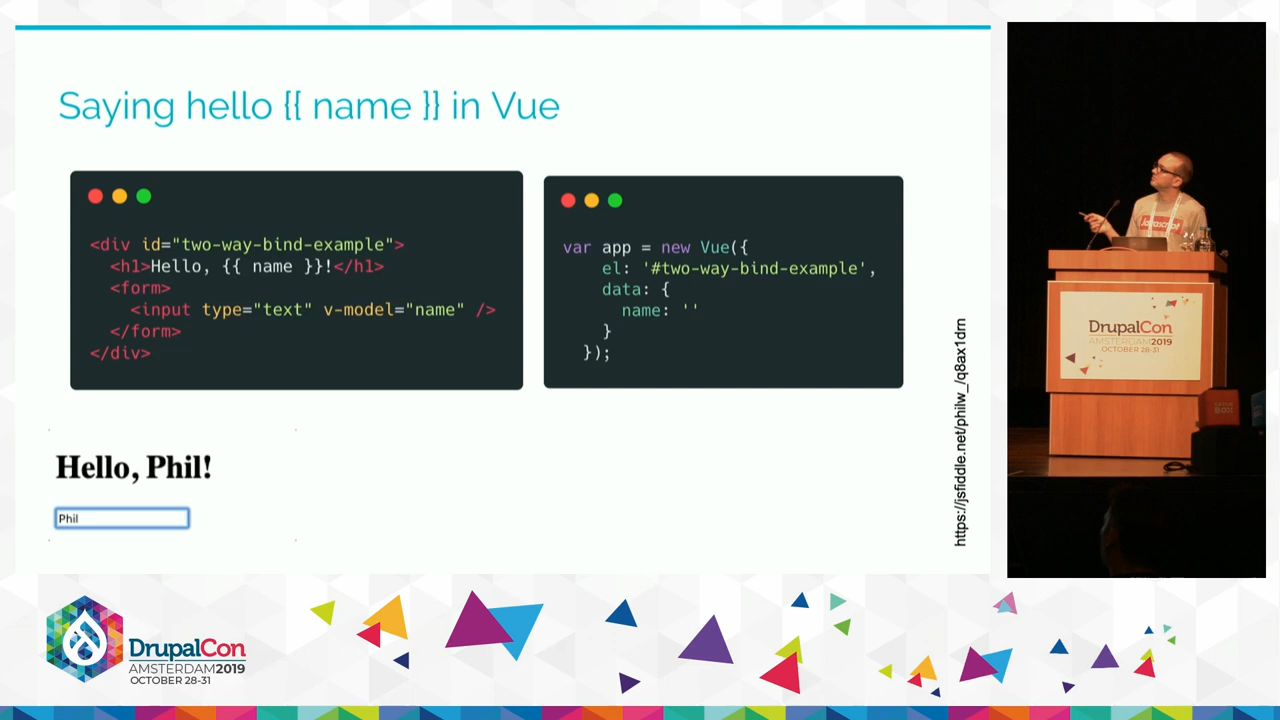 Saying hello {{ name }} in Vue
<div id="two-way-bind-example">
  <h1>Hello, {{ name }}!</h1>
  <form>
    <input type="text" v-model="name" />
  </form>
</div>
var app = new Vue({
    el: '#two-way-bind-example',
    data: {
      name: ''
    }
  });
Hello, Phil!
Phil
https://jsfiddle.net/philw_/q8ax1drn
Javascript
DrupalCon
AMSTERDAM2019
OCTOBER 28-31
DrupalCon
AMSTERDAM2019
OCTOBER 28-31